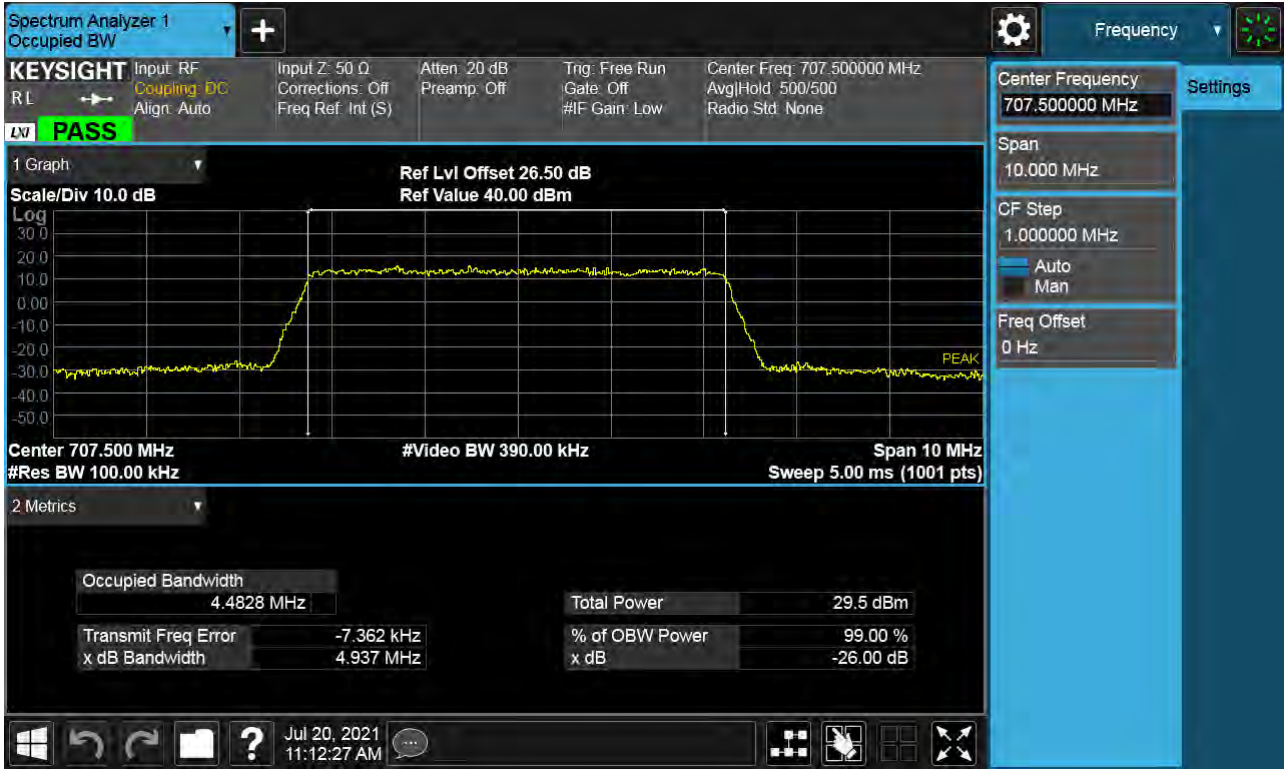 Spectrum Analyzer 1
Occupied BW
Frequency
KEYSIGHT
R L
LXI
PASS
Input: RF
Coupling: DC
Align: Auto
Input Z: 50 Ω
Corrections: Off
Freq Ref: Int (S)
Atten: 20 dB
Preamp: Off
Trig: Free Run
Gate: Off
#IF Gain: Low
Center Freq: 707.500000 MHz
Avg|Hold: 500/500
Radio Std: None
Center Frequency
707.500000 MHz
Settings
Span
10.000 MHz
CF Step
1.000000 MHz
Auto
Man
Freq Offset
0 Hz
1 Graph
Ref Lvl Offset 26.50 dB
Scale/Div 10.0 dB
Ref Value 40.00 dBm
Log
30.0
20.0
10.0
0.00
-10.0
-20.0
-30.0
-40.0
-50.0
PEAK
Center 707.500 MHz
#Video BW 390.00 kHz
Span 10 MHz
#Res BW 100.00 kHz
Sweep 5.00 ms (1001 pts)
2 Metrics
Occupied Bandwidth
4.4828 MHz
Total Power 29.5 dBm
Transmit Freq Error -7.362 kHz
% of OBW Power 99.00 %
x dB Bandwidth 4.937 MHz
x dB -26.00 dB
?
Jul 20, 2021
11:12:27 AM